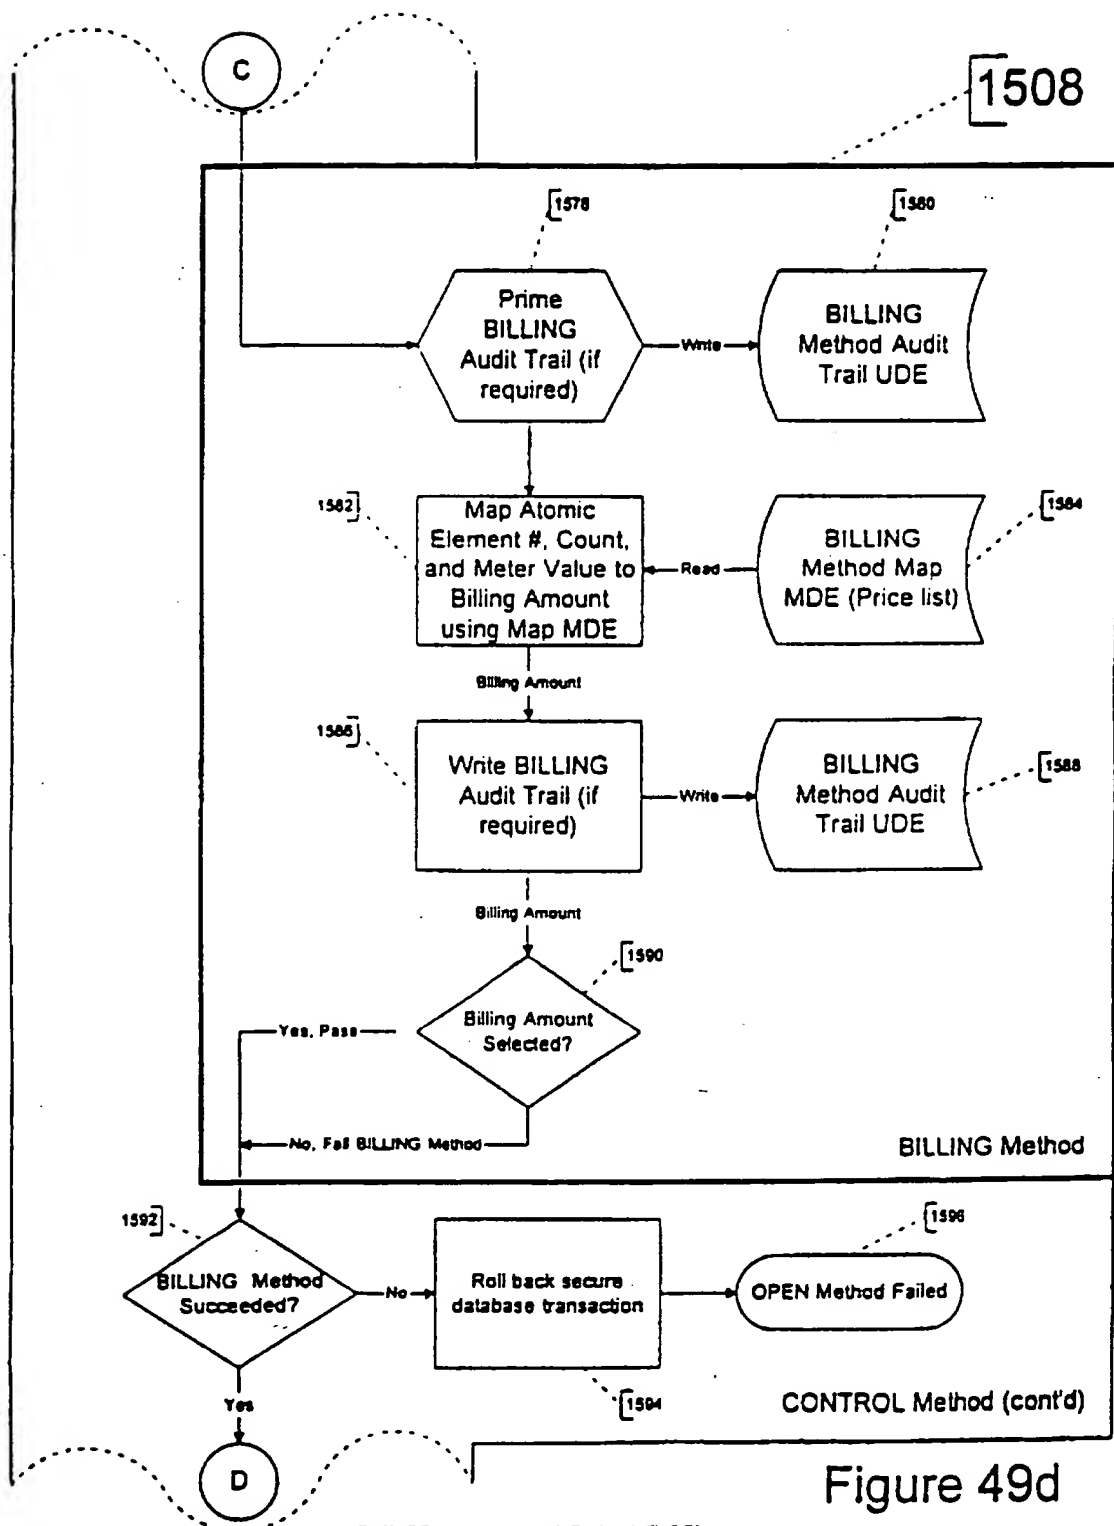 C
1508
1578
1580
Prime
BILLING
Audit Trail (if
required)
Write
BILLING
Method Audit
Trail UDE
1582
Map Atomic
Element #, Count,
and Meter Value to
Billing Amount
using Map MDE
Read
BILLING
Method Map
MDE (Price list)
1584
Billing Amount
1586
Write BILLING
Audit Trail (if
required)
Write
BILLING
Method Audit
Trail UDE
1588
Billing Amount
1590
Billing Amount
Selected?
Yes, Pass
No, Fail BILLING Method
BILLING Method
1592
BILLING Method
Succeeded?
No
Roll back secure
database transaction
1596
OPEN Method Failed
Yes
1594
CONTROL Method (cont'd)
D
Figure 49d